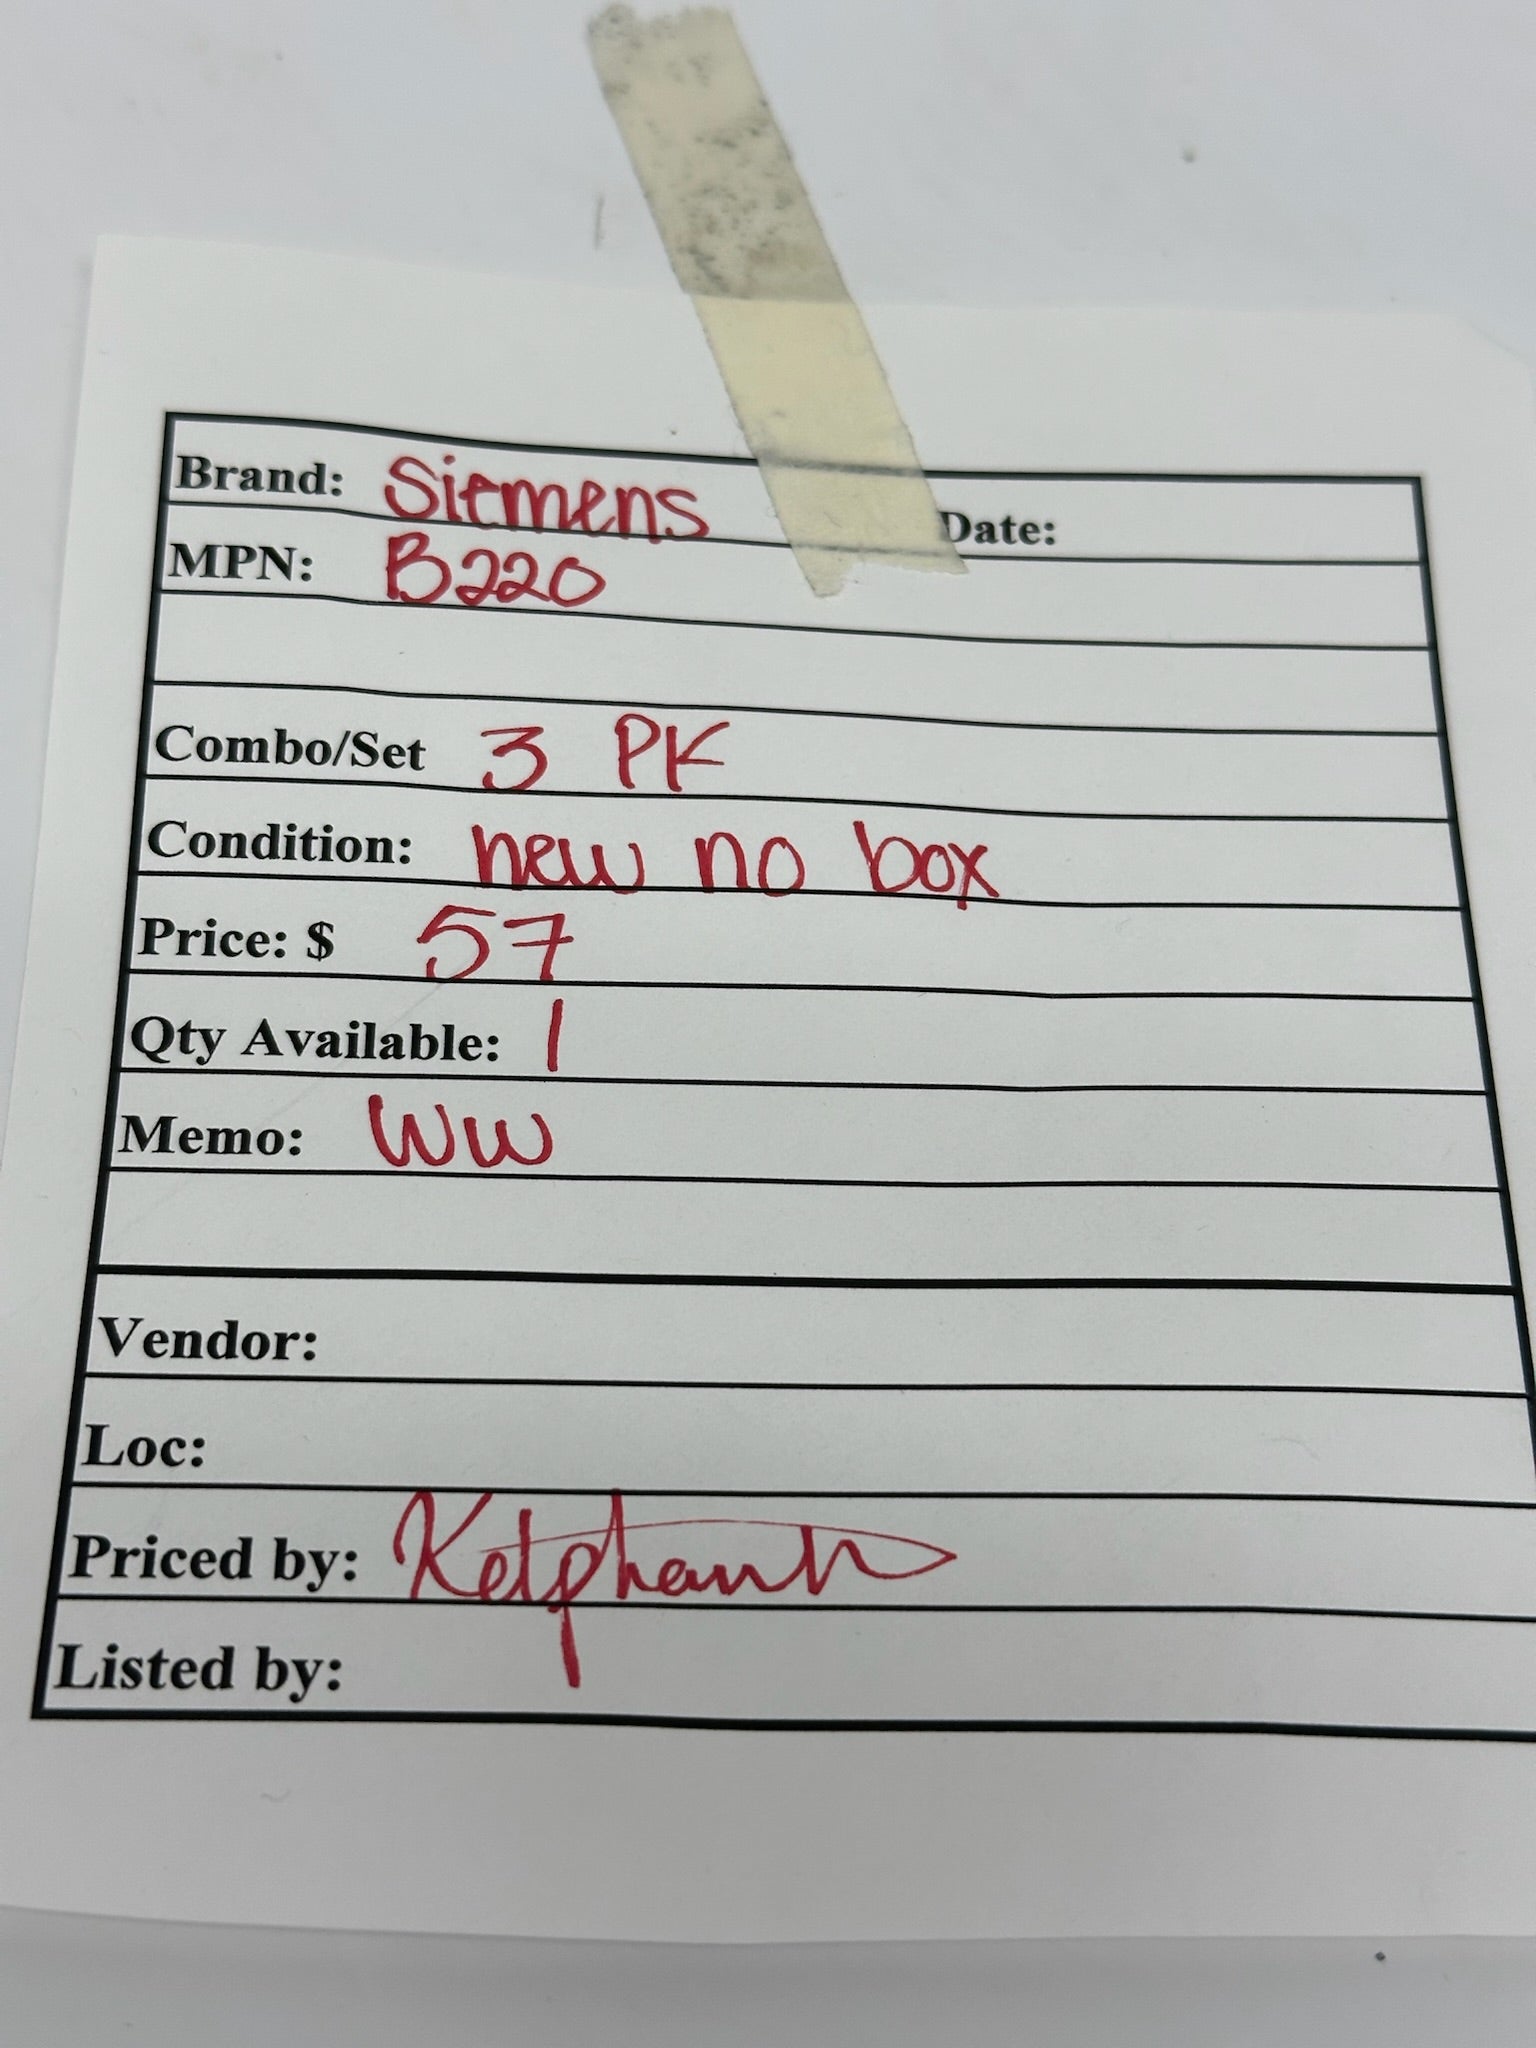 Brand: Siemens Date:
MPN: B220
Combo/Set 3 PK
Condition: new no box
Price: $ 57
Qty Available: 1
Memo: WW
Vendor:
Loc:
Priced by:
Listed by: